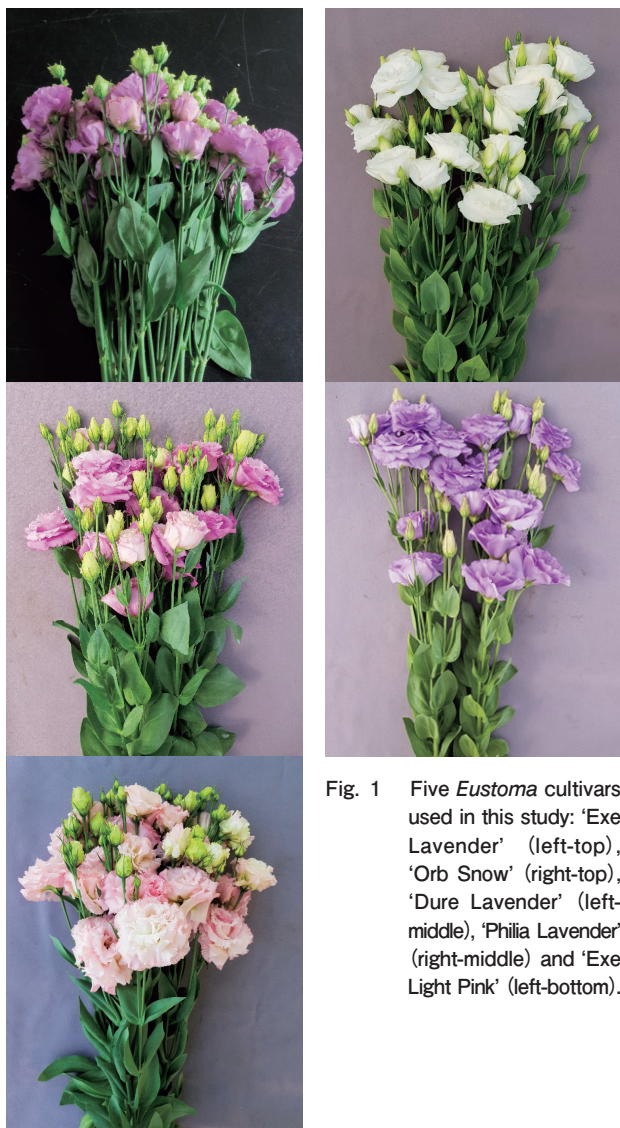 Fig. 1 Five Eustoma cultivars
used in this study: ‘Exe
Lavender’ (left-top),
‘Orb Snow’ (right-top),
‘Dure Lavender’ (left-
middle), ‘Philia Lavender’
(right-middle) and ‘Exe
Light Pink’ (left-bottom).